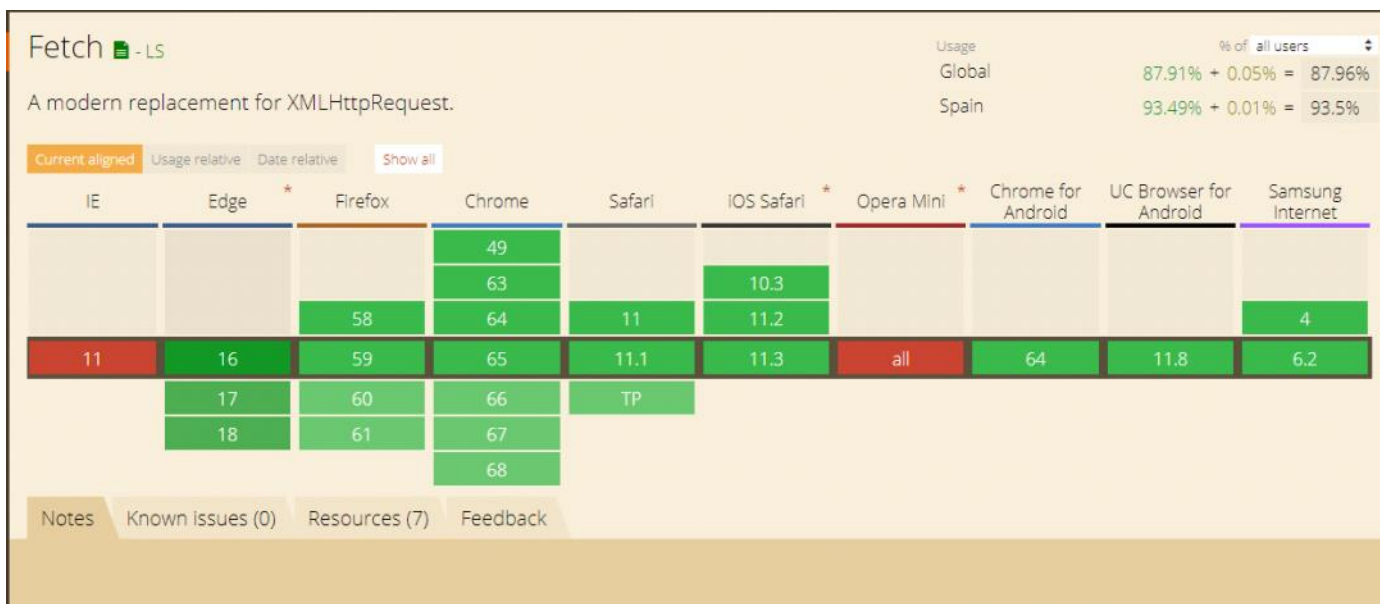 Fetch - LS
Usage % of all users
Global 87.91% + 0.05% = 87.96%
A modern replacement for XMLHttpRequest.
Spain 93.49% + 0.01% = 93.5%
Current aligned Usage relative Date relative Show all
IE Edge * Firefox Chrome Safari iOS Safari * Opera Mini * Chrome for Android UC Browser for Android Samsung Internet
49
63 10.3
58 64 11 11.2 4
11 16 59 65 11.1 11.3 all 64 11.8 6.2
17 60 66 TP
18 61 67
68
Notes Known issues (0) Resources (7) Feedback